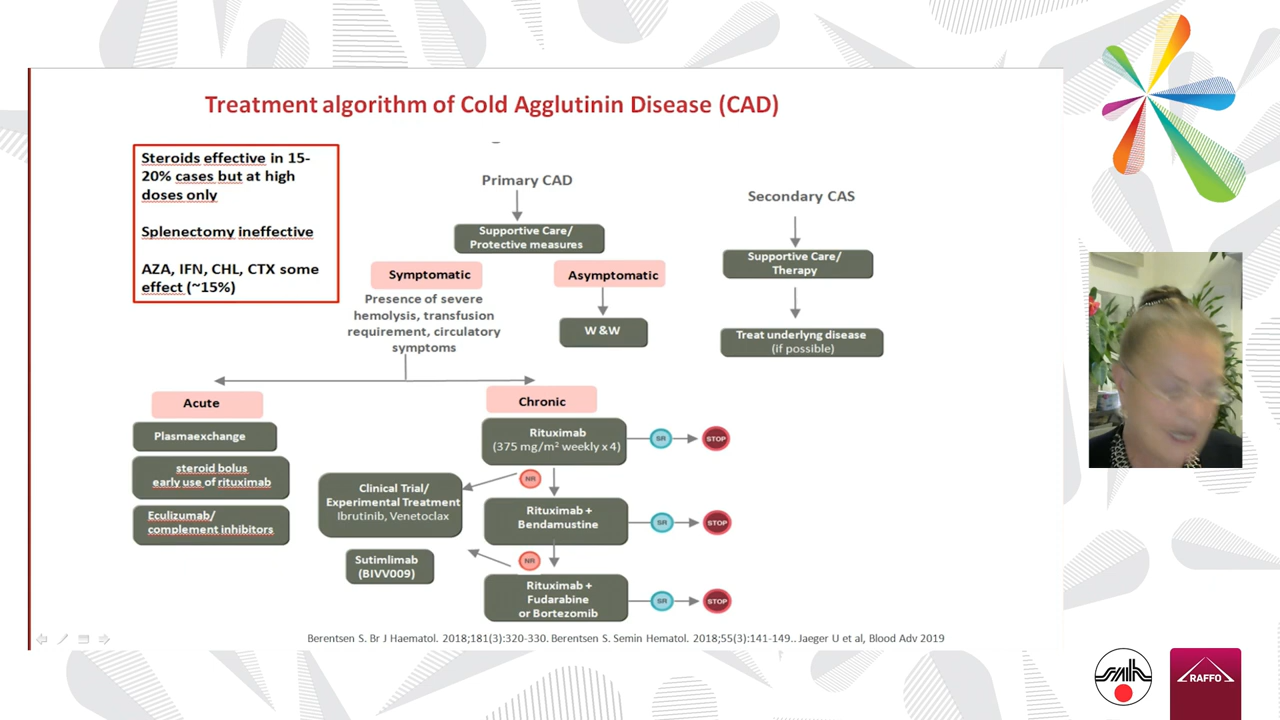 Treatment algorithm of Cold Agglutinin Disease (CAD)
Steroids effective in 15-
20% cases but at high
doses only
Splenectomy ineffective
AZA, IFN, CHL, CTX some
effect (~15%)
Primary CAD
Supportive Care/
Protective measures
Symptomatic
Presence of severe
hemolysis, transfusion
requirement, circulatory
symptoms
Asymptomatic
W &W
Secondary CAS
Supportive Care/
Therapy
Treat underlyng disease
(if possible)
Acute
Plasmaexchange
steroid bolus
early use of rituximab
Eculizumab/
complement inhibitors
Chronic
Rituximab
(375 mg/m² weekly x 4)
SR
STOP
NR
Clinical Trial/
Experimental Treatment
Ibrutinib, Venetoclax
Rituximab +
Bendamustine
SR
STOP
NR
Sutimlimab
(BIVV009)
Rituximab +
Fudarabine
or Bortezomib
SR
STOP
Berentsen S. Br J Haematol. 2018;181(3):320-330. Berentsen S. Semin Hematol. 2018;55(3):141-149.. Jaeger U et al, Blood Adv 2019
RAFFO